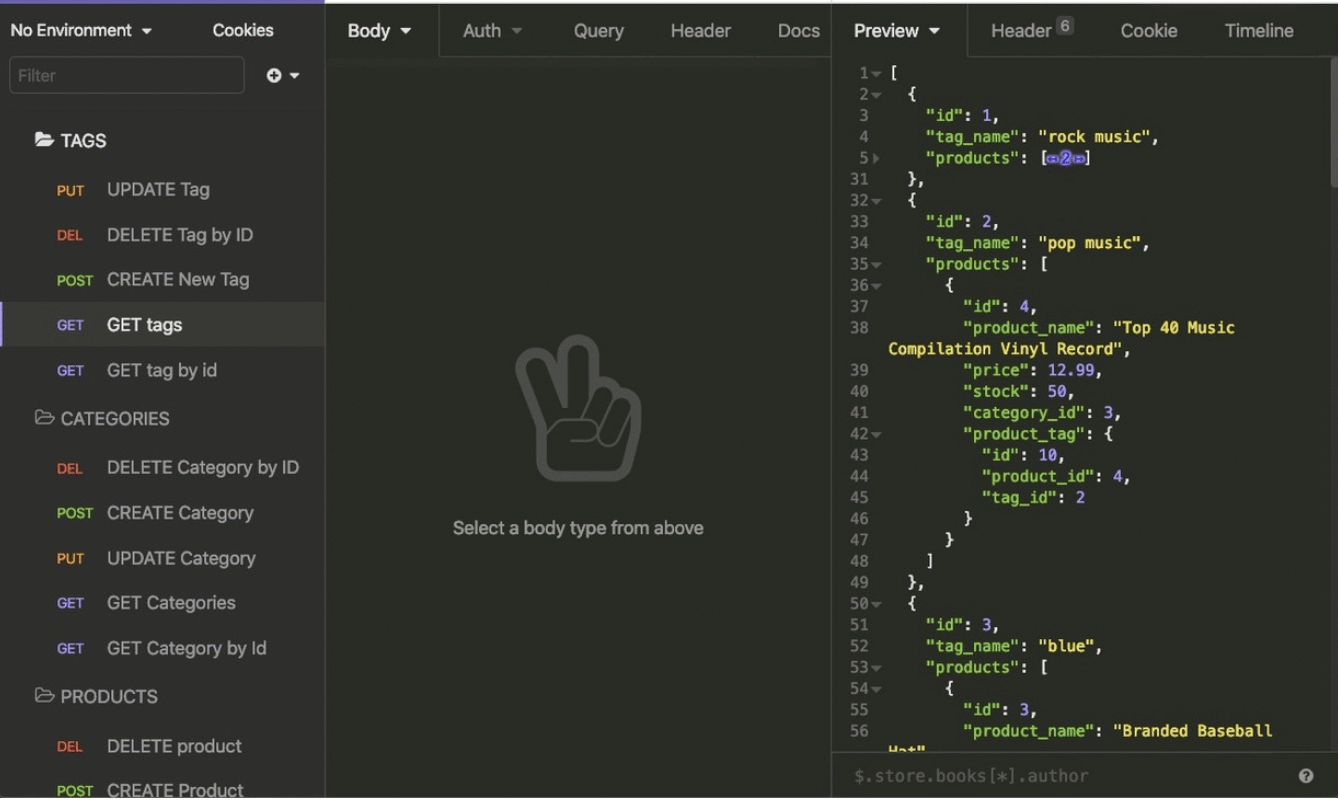 No Environment
Cookies
Filter
TAGS
PUT UPDATE Tag
DEL DELETE Tag by ID
POST CREATE New Tag
GET GET tags
GET GET tag by id
CATEGORIES
DEL DELETE Category by ID
POST CREATE Category
PUT UPDATE Category
GET GET Categories
GET GET Category by Id
PRODUCTS
DEL DELETE product
POST CREATE Product
Body Auth Query Header Docs
Select a body type from above
Preview Header 6 Cookie Timeline
1 [
2 {
3 "id": 1,
4 "tag_name": "rock music",
5 "products": [↔2↔]
31 },
32 {
33 "id": 2,
34 "tag_name": "pop music",
35 "products": [
36 {
37 "id": 4,
38 "product_name": "Top 40 Music
Compilation Vinyl Record",
39 "price": 12.99,
40 "stock": 50,
41 "category_id": 3,
42 "product_tag": {
43 "id": 10,
44 "product_id": 4,
45 "tag_id": 2
46 }
47 }
48 ]
49 },
50 {
51 "id": 3,
52 "tag_name": "blue",
53 "products": [
54 {
55 "id": 3,
56 "product_name": "Branded Baseball
Hat"
$.store.books[*].author